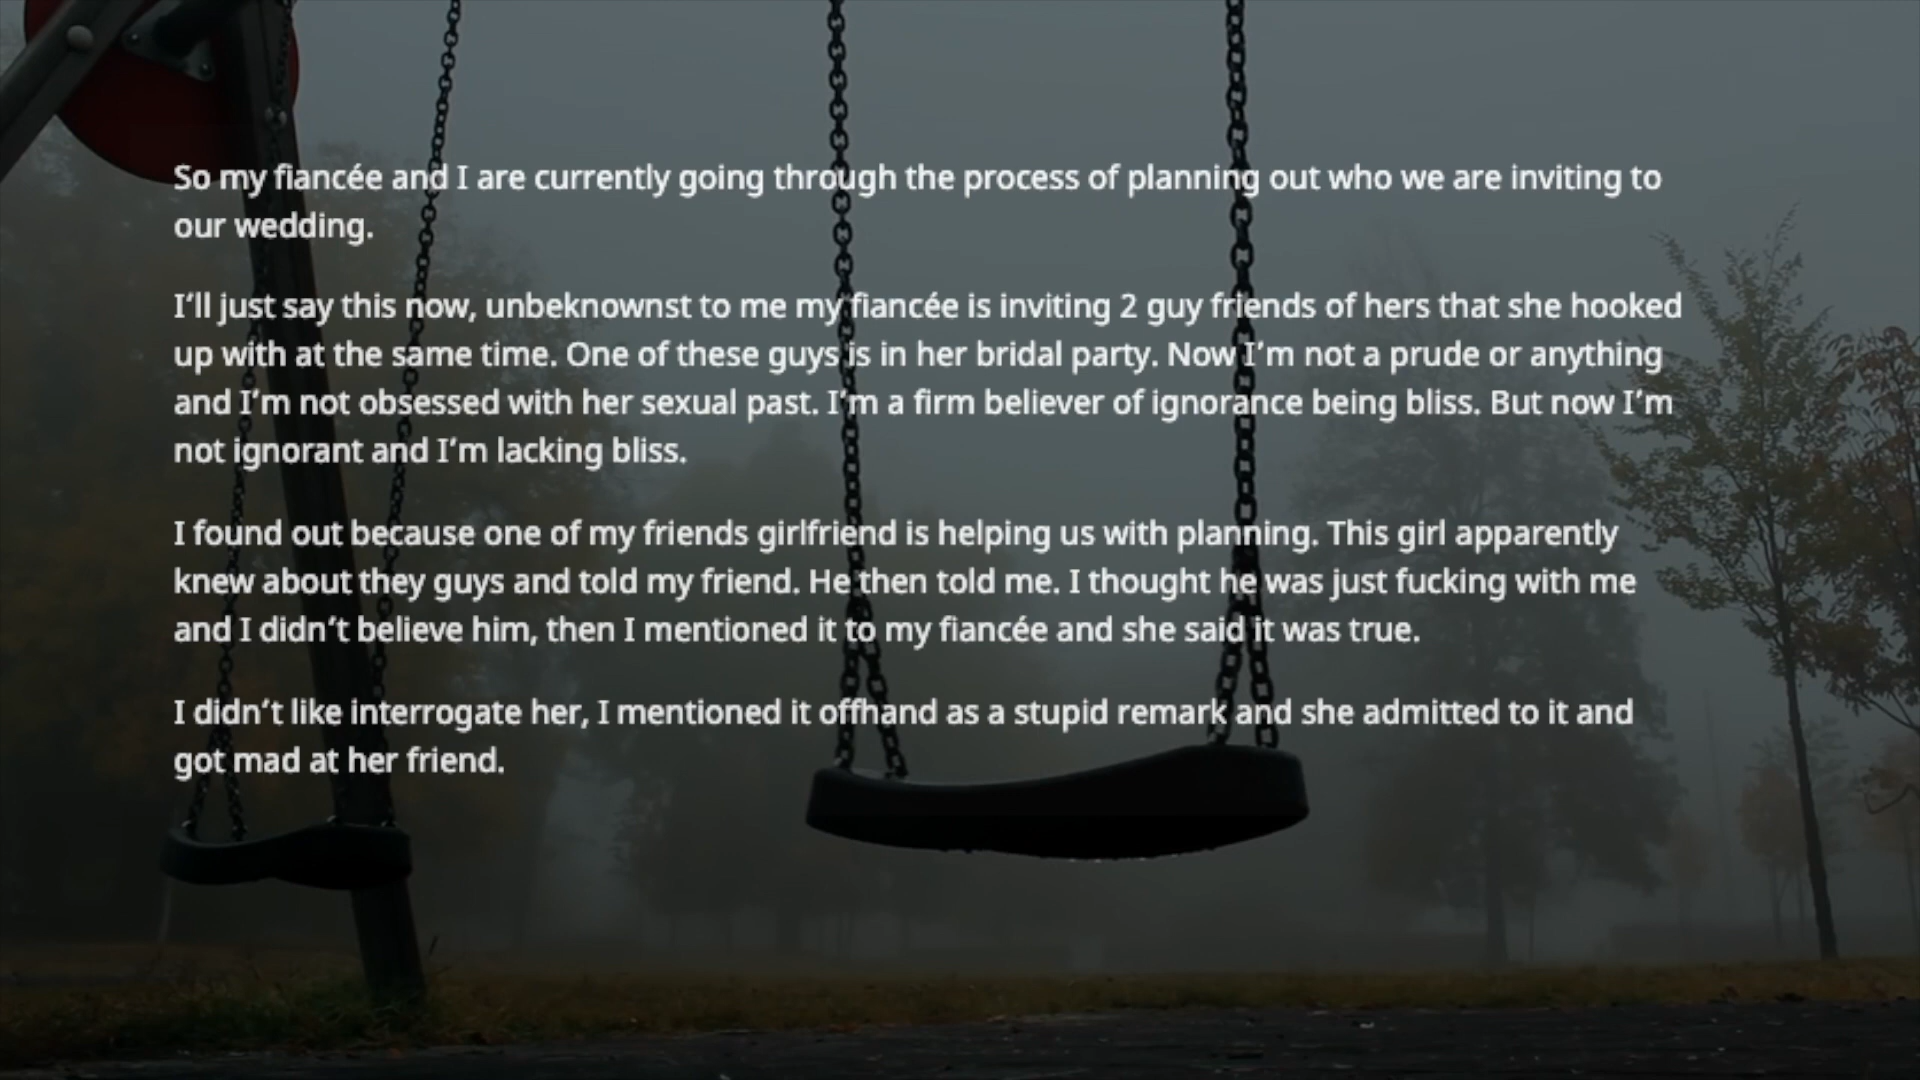 So my fiancée and I are currently going through the process of planning out who we are inviting to
our wedding.
I'll just say this now, unbeknownst to me my fiancée is inviting 2 guy friends of hers that she hooked
up with at the same time. One of these guys is in her bridal party. Now I'm not a prude or anything
and I'm not obsessed with her sexual past. I'm a firm believer of ignorance being bliss. But now I'm
not ignorant and I'm lacking bliss.
I found out because one of my friends girlfriend is helping us with planning. This girl apparently
knew about they guys and told my friend. He then told me. I thought he was just fucking with me
and I didn't believe him, then I mentioned it to my fiancée and she said it was true.
I didn't like interrogate her, I mentioned it offhand as a stupid remark and she admitted to it and
got mad at her friend.